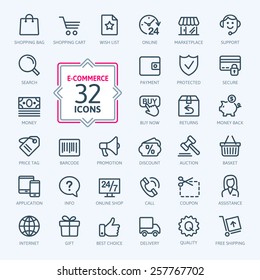 SHOPPING BAG
SHOPPING CART
WISH LIST
24
ONLINE
MARKETPLACE
SUPPORT
SEARCH
E-COMMERCE
32
ICONS
PAYMENT
PROTECTED
SECURE
MONEY
BUY
BUY NOW
RETURNS
MONEY BACK
PRICE TAG
BARCODE
PROMOTION
%
DISCOUNT
AUCTION
BASKET
APPLICATION
?
INFO
24/7
ONLINE SHOP
CALL
COUPON
ASSISTANCE
INTERNET
GIFT
BEST CHOICE
DELIVERY
Q
QUALITY
FREE SHIPPING
shutterstock
257767702